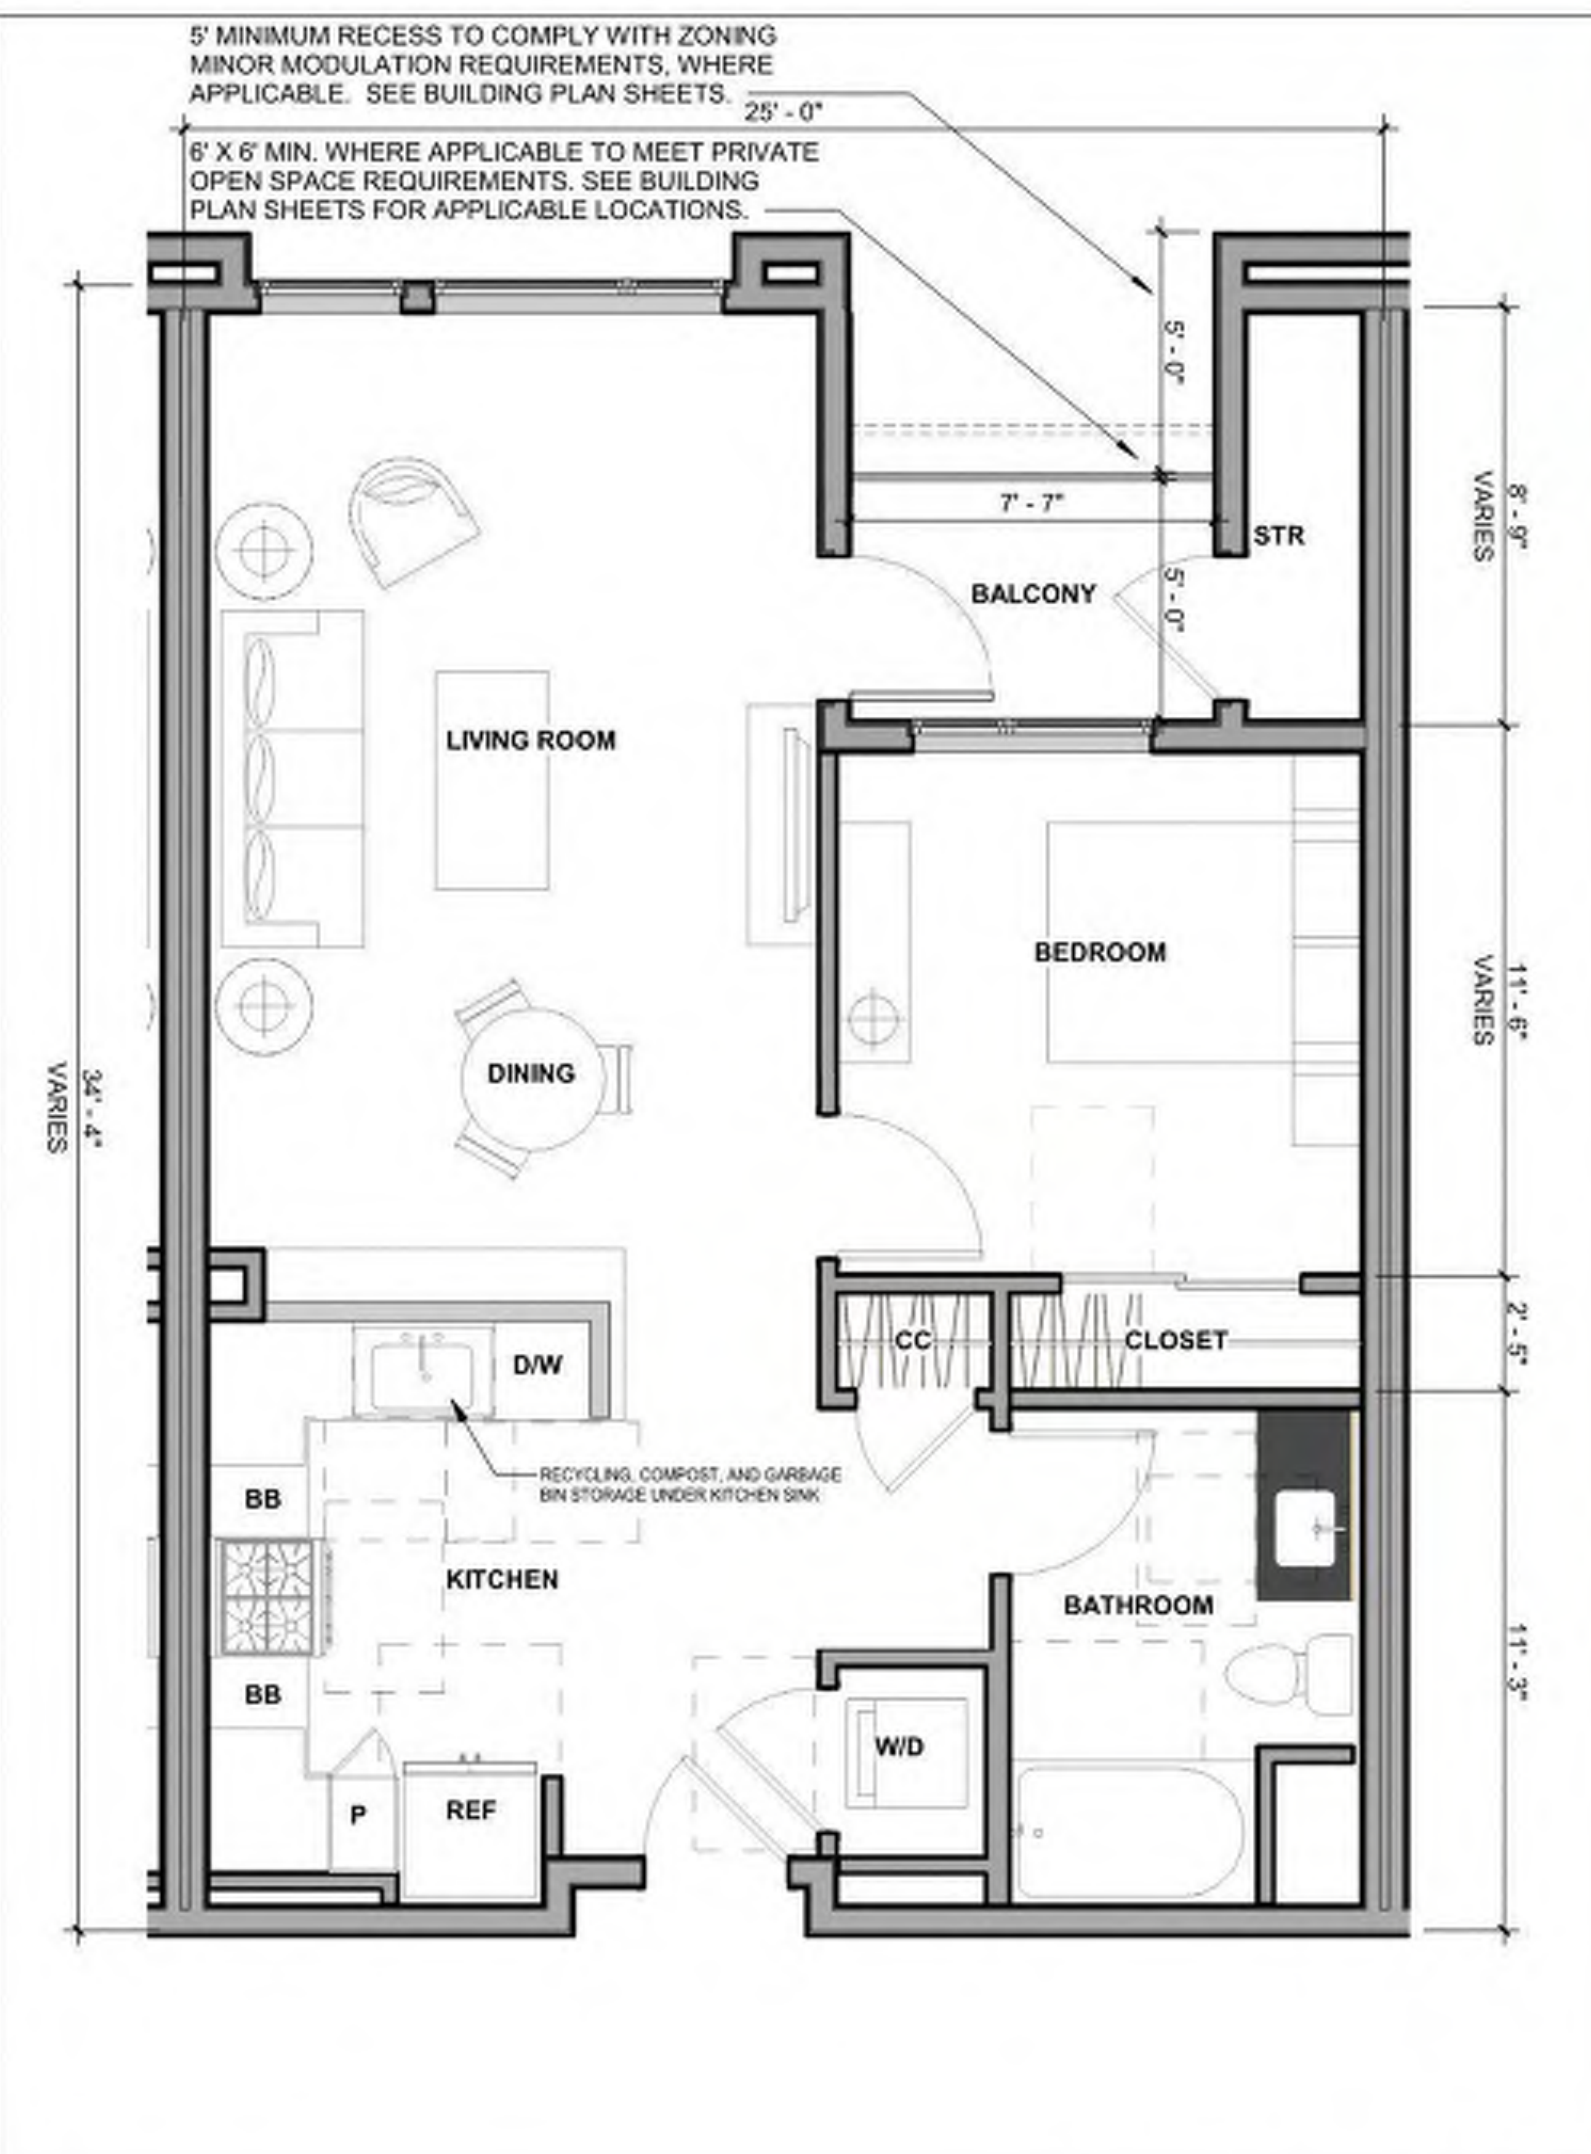 5' MINIMUM RECESS TO COMPLY WITH ZONING
MINOR MODULATION REQUIREMENTS, WHERE
APPLICABLE. SEE BUILDING PLAN SHEETS.
25' - 0"
6' X 6' MIN. WHERE APPLICABLE TO MEET PRIVATE
OPEN SPACE REQUIREMENTS. SEE BUILDING
PLAN SHEETS FOR APPLICABLE LOCATIONS.
5' - 0"
7' - 7"
STR
8' - 9"
VARIES
BALCONY
5' - 0"
LIVING ROOM
BEDROOM
11' - 6"
VARIES
DINING
34' - 4"
VARIES
CC
CLOSET
2' - 5"
D/W
RECYCLING, COMPOST, AND GARBAGE
BIN STORAGE UNDER KITCHEN SINK
BB
KITCHEN
BATHROOM
11' - 3"
BB
W/D
P
REF